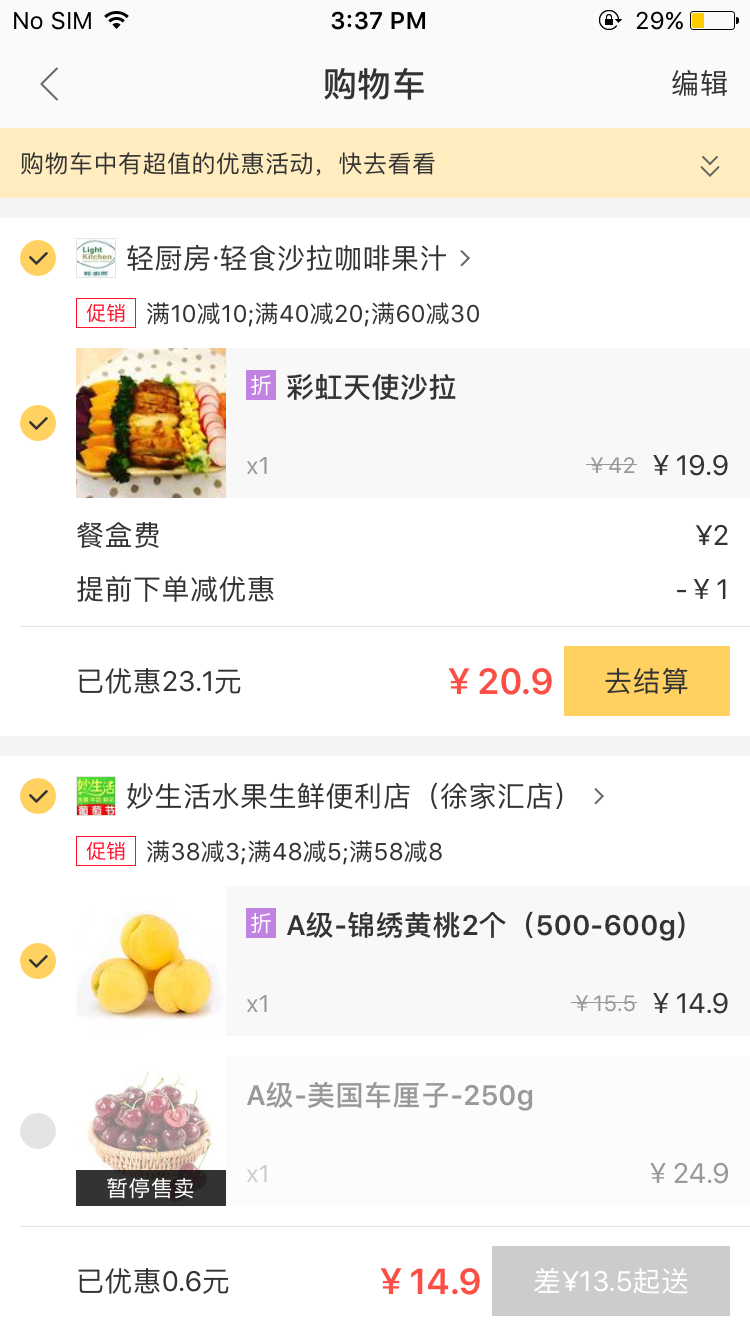 No SIM 3:37 PM 29%
购物车 编辑
购物车中有超值的优惠活动，快去看看
Light Kitchen 轻厨房 轻厨房·轻食沙拉咖啡果汁
促销 满10减10;满40减20;满60减30
折 彩虹天使沙拉
x1 ￥42 ￥19.9
餐盒费 ¥2
提前下单减优惠 -￥1
已优惠23.1元 ￥20.9 去结算
妙生活 葡萄节 妙生活水果生鲜便利店（徐家汇店）
促销 满38减3;满48减5;满58减8
折 A级-锦绣黄桃2个（500-600g）
x1 ￥15.5 ￥14.9
A级-美国车厘子-250g
暂停售卖 x1 ￥24.9
已优惠0.6元 ￥14.9 差¥13.5起送